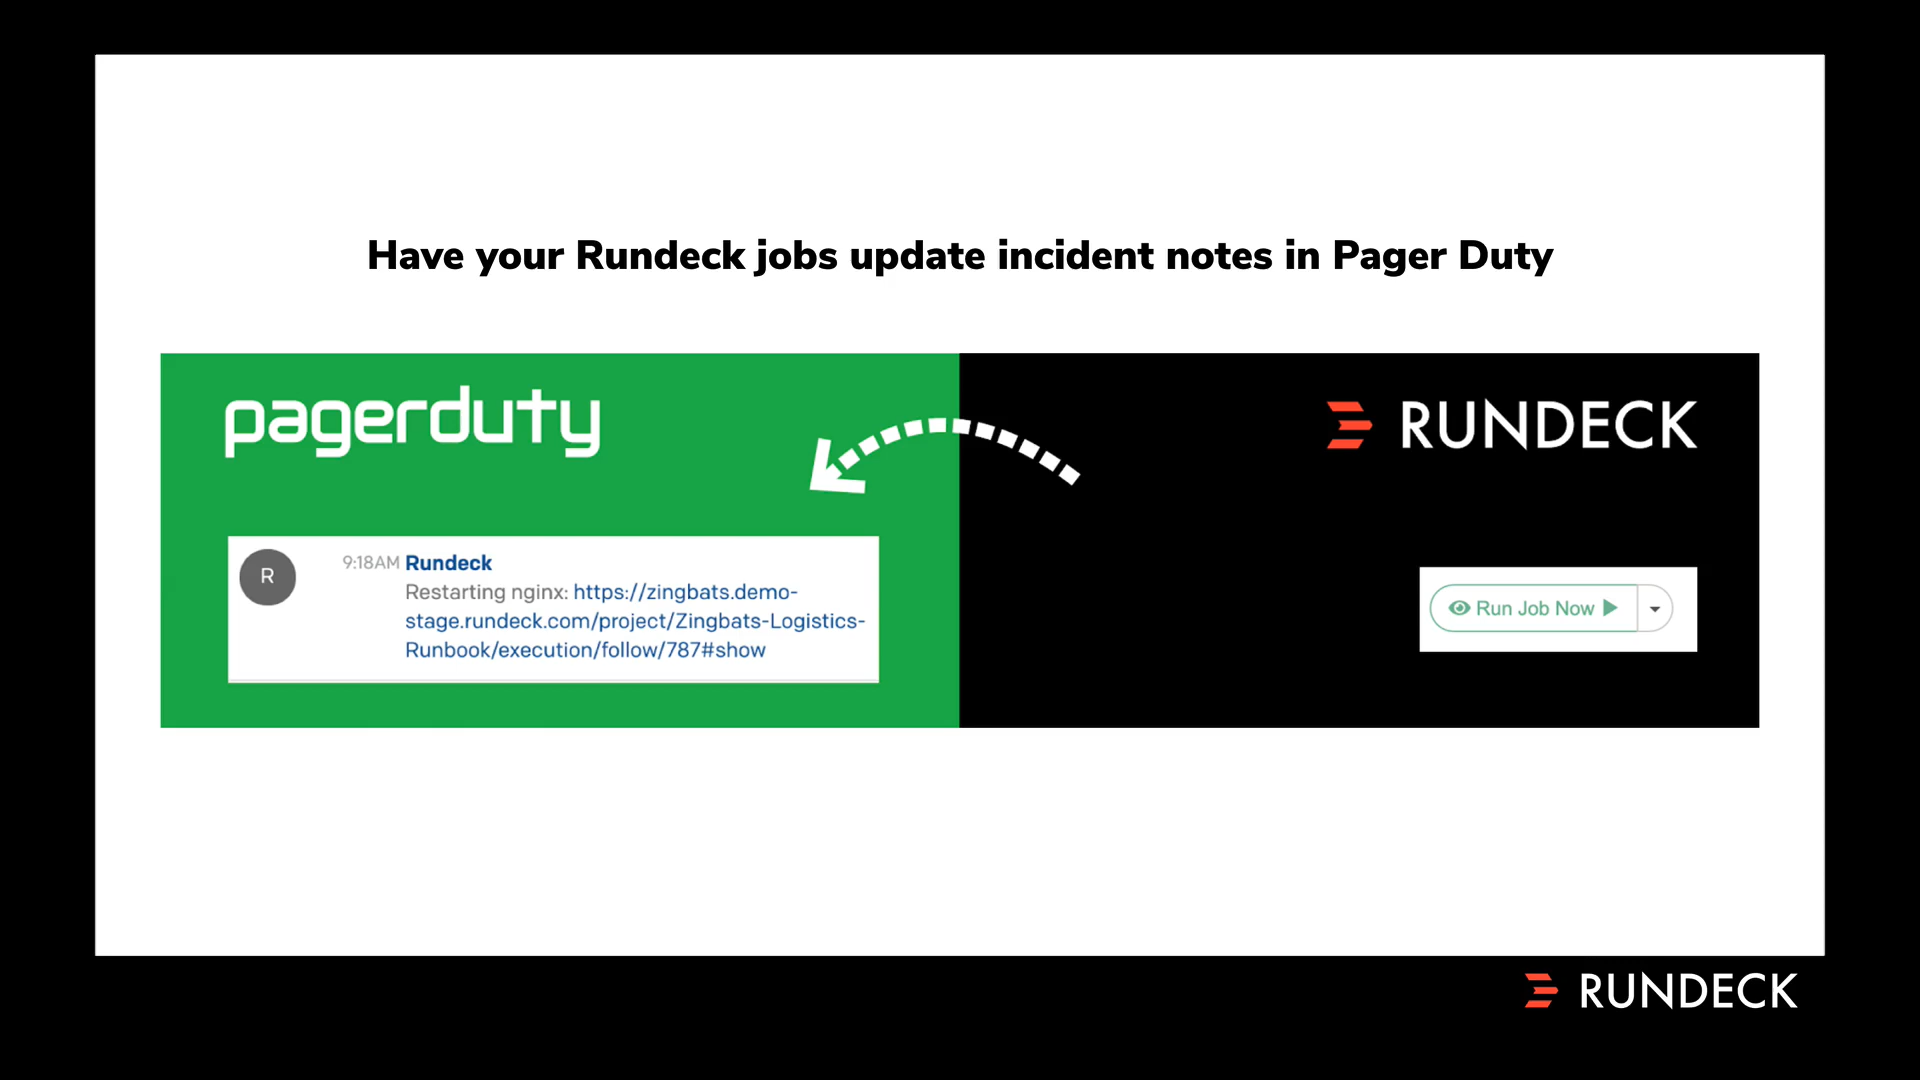 Have your Rundeck jobs update incident notes in Pager Duty
pagerduty
RUNDECK
R
9:18AM Rundeck
Restarting nginx: https://zingbats.demo-
stage.rundeck.com/project/Zingbats-Logistics-
Runbook/execution/follow/787#show
Run Job Now
RUNDECK